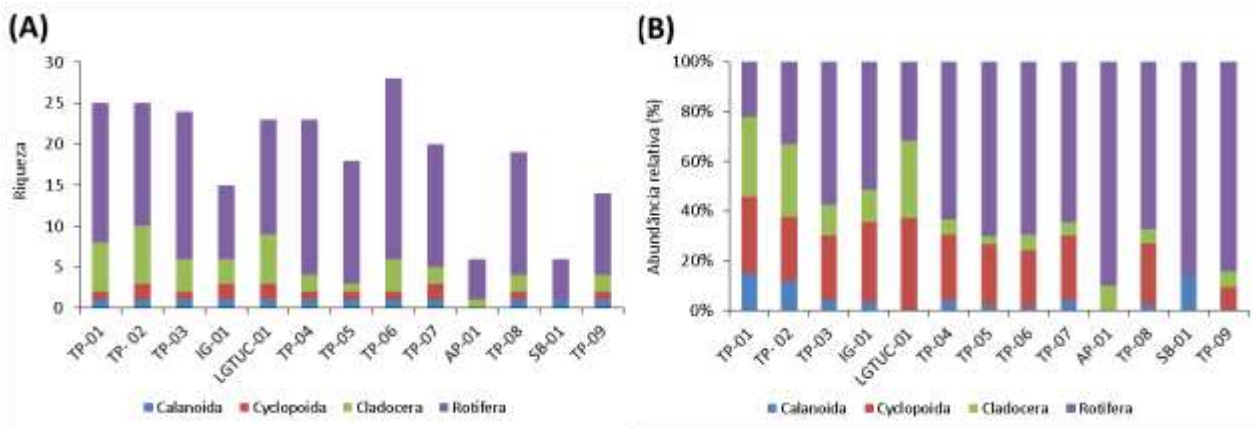 (A)
Riqueza
30
25
20
15
10
5
0
TP-01
TP. 02
TP-03
IG-01
LGTUC-01
TP-04
TP-05
TP-06
TP-07
AP-01
TP-08
SB-01
TP-09
Calanoida Cyclopoida Cladocera Rotífera
(B)
Abundância relativa (%)
100%
80%
60%
40%
20%
0%
TP-01
TP. 02
TP-03
IG-01
LGTUC-01
TP-04
TP-05
TP-06
TP-07
AP-01
TP-08
SB-01
TP-09
Calanoida Cyclopoida Cladocera Rotífera